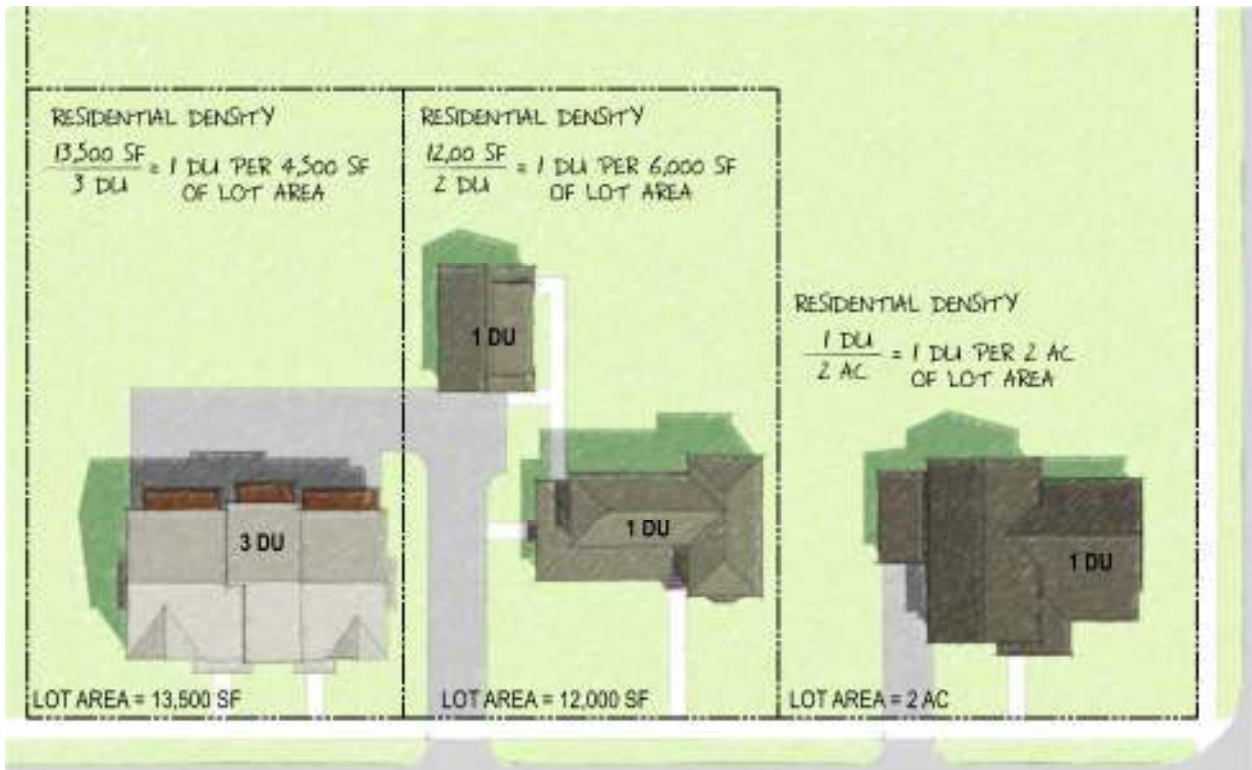 RESIDENTIAL DENSITY
13,500 SF
3 DU
= 1 DU PER 4,500 SF
OF LOT AREA
3 DU
LOT AREA = 13,500 SF
RESIDENTIAL DENSITY
12,00 SF
2 DU
= 1 DU PER 6,000 SF
OF LOT AREA
1 DU
1 DU
LOT AREA = 12,000 SF
RESIDENTIAL DENSITY
1 DU
2 AC
= 1 DU PER 2 AC
OF LOT AREA
1 DU
LOT AREA = 2 AC